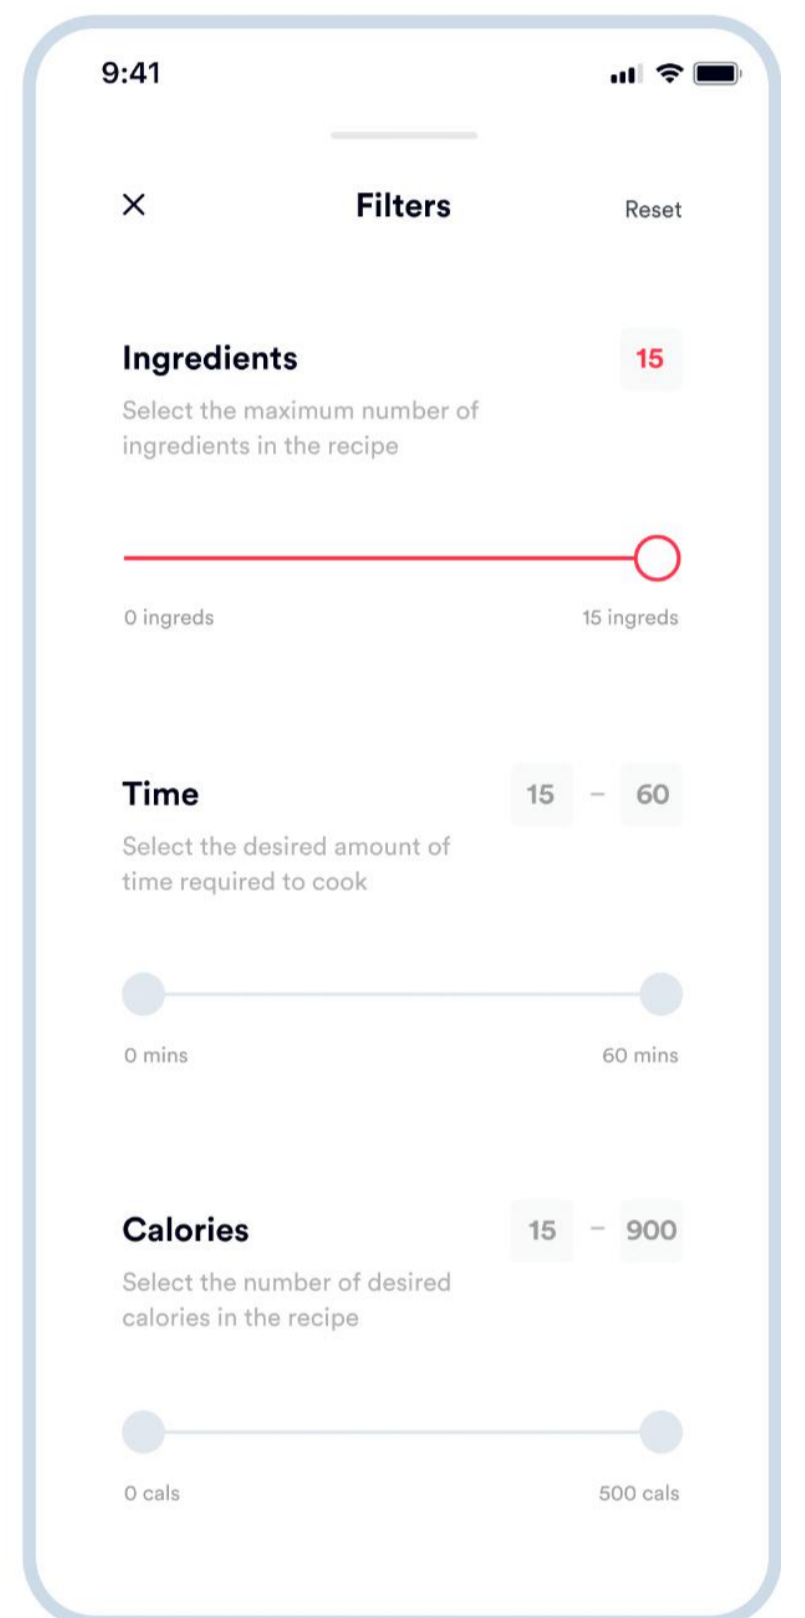 9:41
Filters
Reset
Ingredients
15
Select the maximum number of
ingredients in the recipe
0 ingreds
15 ingreds
Time
15 – 60
Select the desired amount of
time required to cook
0 mins
60 mins
Calories
15 – 900
Select the number of desired
calories in the recipe
0 cals
500 cals